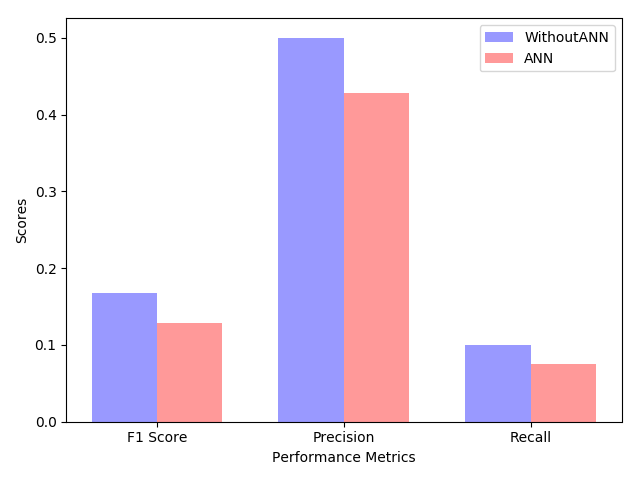 WithoutANN
ANN
Scores
0.5
0.4
0.3
0.2
0.1
0.0
F1 Score Precision Recall
Performance Metrics